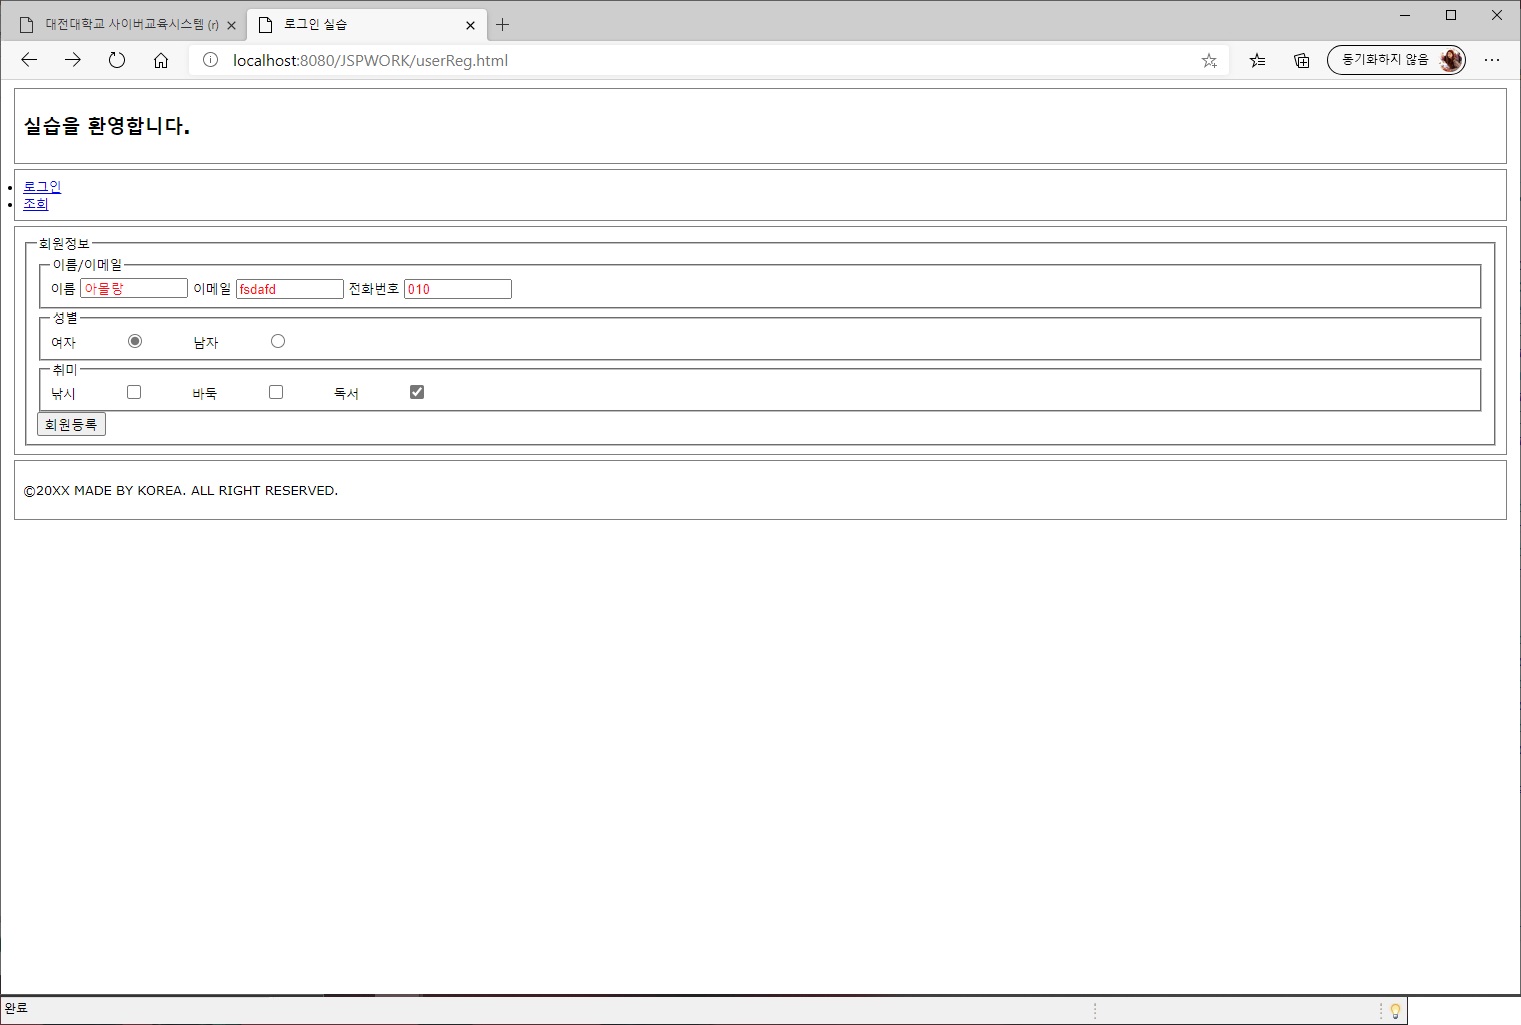 대전대학교 사이버교육시스템 (r)
로그인 실습
localhost:8080/JSPWORK/userReg.html
동기화하지 않음
실습을 환영합니다.
로그인
조회
회원정보
이름/이메일
이름 아몰랑 이메일 fsdafd 전화번호 010
성별
여자 남자
취미
낚시 바둑 독서
회원등록
©20XX MADE BY KOREA. ALL RIGHT RESERVED.
완료